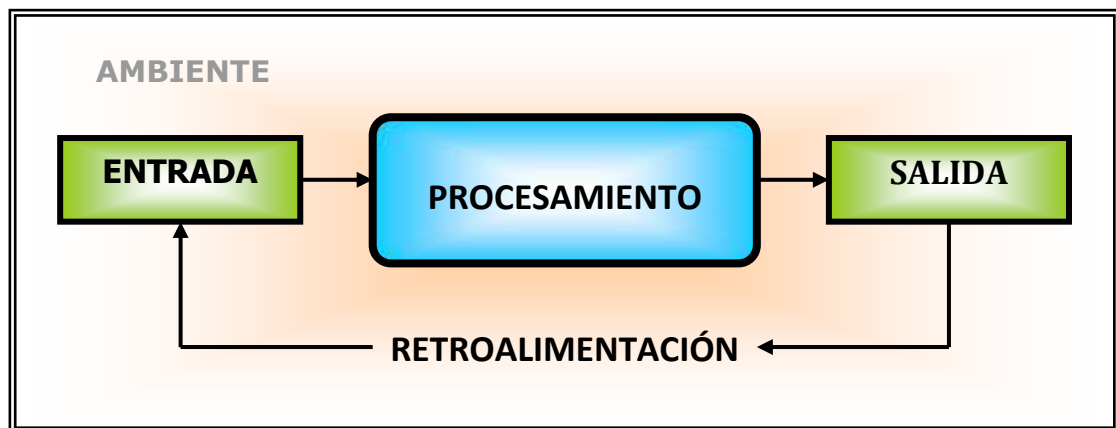 AMBIENTE
ENTRADA
PROCESAMIENTO
SALIDA
RETROALIMENTACIÓN